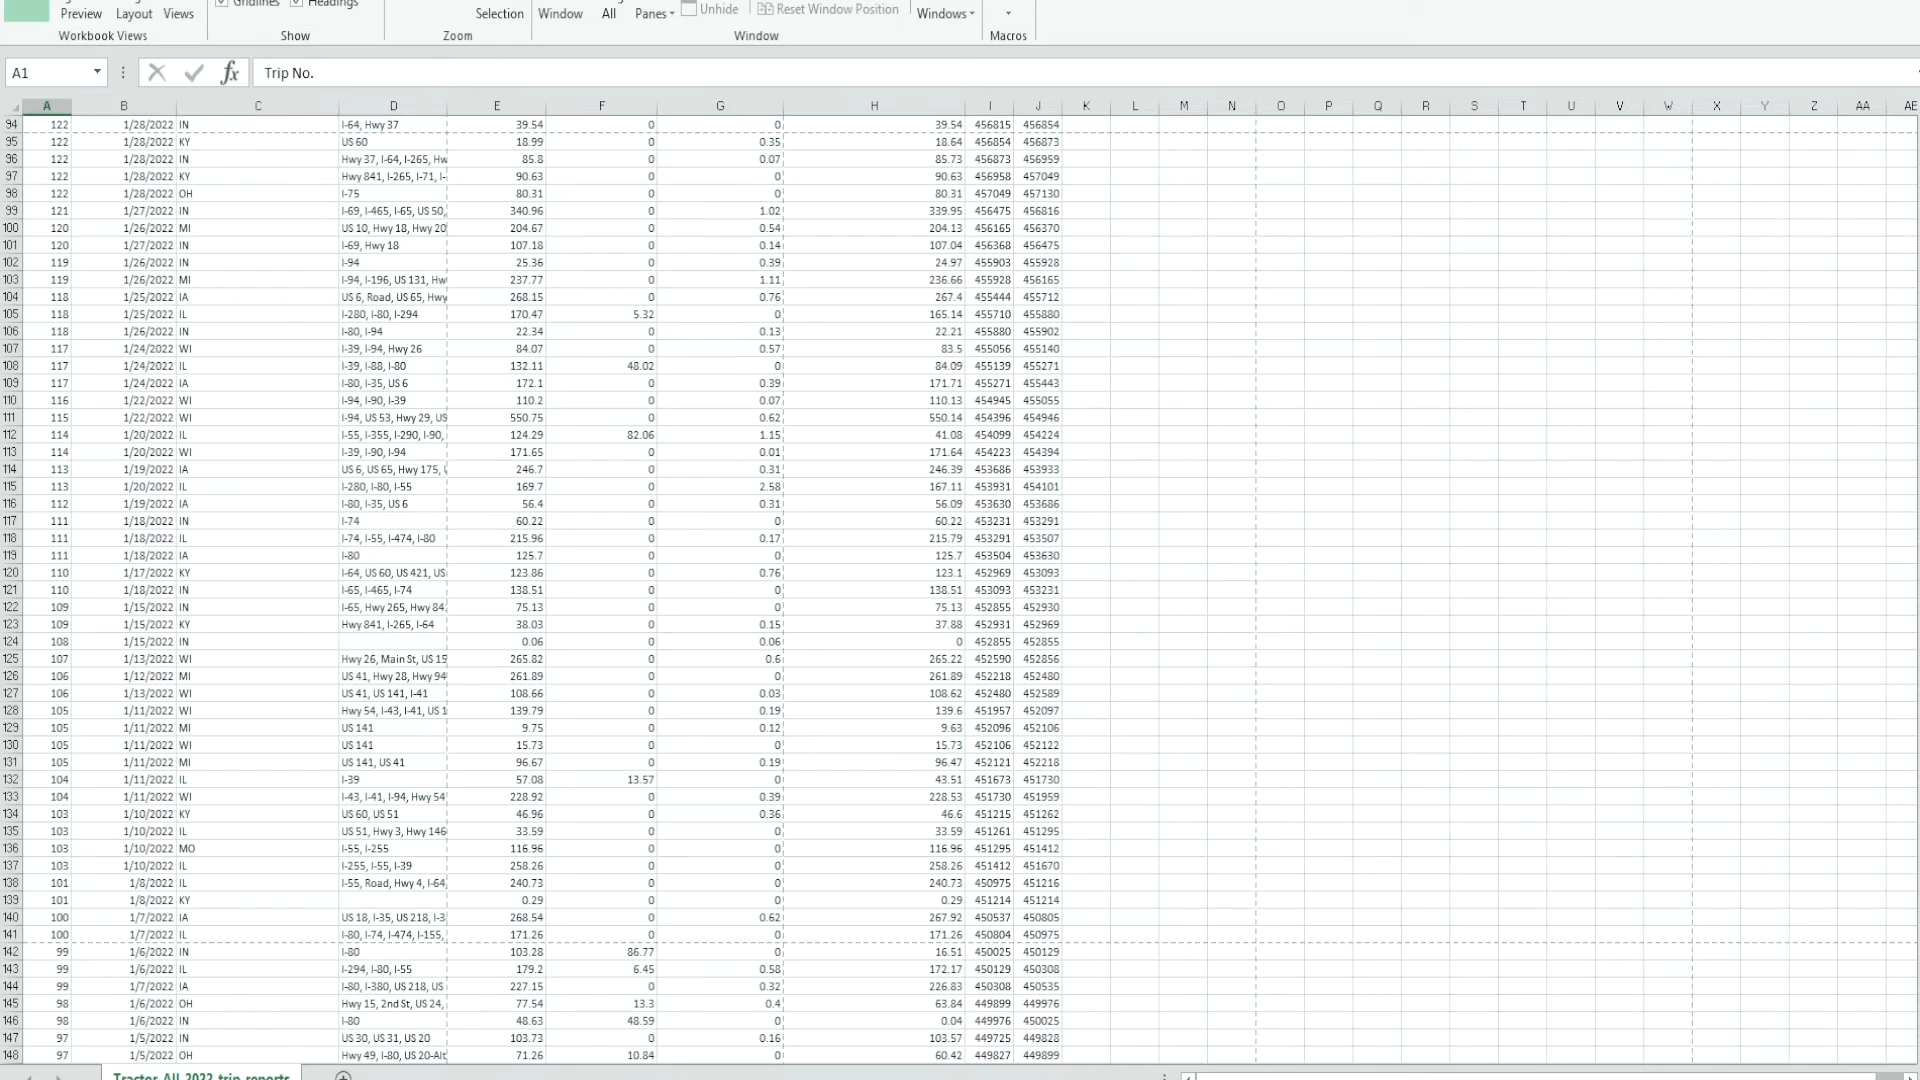 Gridlines Headings
Preview Layout Views Selection Window All Panes Unhide Reset Window Position Windows
Workbook Views Show Zoom Window Macros
A1 fx Trip No.
A B C D E F G H I J K L M N O P Q R S T U V W X Y Z AA AE
94 122 1/28/2022 IN I-64, Hwy 37 39.54 0 0 39.54 456815 456854
95 122 1/28/2022 KY US 60 18.99 0 0.35 18.64 456854 456873
96 122 1/28/2022 IN Hwy 37, I-64, I-265, Hw 85.8 0 0.07 85.73 456873 456959
97 122 1/28/2022 KY Hwy 841, I-265, I-71, I- 90.63 0 0 90.63 456958 457049
98 122 1/28/2022 OH I-75 80.31 0 0 80.31 457049 457130
99 121 1/27/2022 IN I-69, I-465, I-65, US 50, 340.96 0 1.02 339.95 456475 456816
100 120 1/26/2022 MI US 10, Hwy 18, Hwy 20 204.67 0 0.54 204.13 456165 456370
101 120 1/27/2022 IN I-69, Hwy 18 107.18 0 0.14 107.04 456368 456475
102 119 1/26/2022 IN I-94 25.36 0 0.39 24.97 455903 455928
103 119 1/26/2022 MI I-94, I-196, US 131, Hw 237.77 0 1.11 236.66 455928 456165
104 118 1/25/2022 IA US 6, Road, US 65, Hwy 268.15 0 0.76 267.4 455444 455712
105 118 1/25/2022 IL I-280, I-80, I-294 170.47 5.32 0 165.14 455710 455880
106 118 1/26/2022 IN I-80, I-94 22.34 0 0.13 22.21 455880 455902
107 117 1/24/2022 WI I-39, I-94, Hwy 26 84.07 0 0.57 83.5 455056 455140
108 117 1/24/2022 IL I-39, I-88, I-80 132.11 48.02 0 84.09 455139 455271
109 117 1/24/2022 IA I-80, I-35, US 6 172.1 0 0.39 171.71 455271 455443
110 116 1/22/2022 WI I-94, I-90, I-39 110.2 0 0.07 110.13 454945 455055
111 115 1/22/2022 WI I-94, US 53, Hwy 29, US 550.75 0 0.62 550.14 454396 454946
112 114 1/20/2022 IL I-55, I-355, I-290, I-90, 124.29 82.06 1.15 41.08 454099 454224
113 114 1/20/2022 WI I-39, I-90, I-94 171.65 0 0.01 171.64 454223 454394
114 113 1/19/2022 IA US 6, US 65, Hwy 175, 246.7 0 0.31 246.39 453686 453933
115 113 1/20/2022 IL I-280, I-80, I-55 169.7 0 2.58 167.11 453931 454101
116 112 1/19/2022 IA I-80, I-35, US 6 56.4 0 0.31 56.09 453630 453686
117 111 1/18/2022 IN I-74 60.22 0 0 60.22 453231 453291
118 111 1/18/2022 IL I-74, I-55, I-474, I-80 215.96 0 0.17 215.79 453291 453507
119 111 1/18/2022 IA I-80 125.7 0 0 125.7 453504 453630
120 110 1/17/2022 KY I-64, US 60, US 421, US 123.86 0 0.76 123.1 452969 453093
121 110 1/18/2022 IN I-65, I-465, I-74 138.51 0 0 138.51 453093 453231
122 109 1/15/2022 IN I-65, Hwy 265, Hwy 84 75.13 0 0 75.13 452855 452930
123 109 1/15/2022 KY Hwy 841, I-265, I-64 38.03 0 0.15 37.88 452931 452969
124 108 1/15/2022 IN 0.06 0 0.06 0 452855 452855
125 107 1/13/2022 WI Hwy 26, Main St, US 15 265.82 0 0.6 265.22 452590 452856
126 106 1/12/2022 MI US 41, Hwy 28, Hwy 94 261.89 0 0 261.89 452218 452480
127 106 1/13/2022 WI US 41, US 141, I-41 108.66 0 0.03 108.62 452480 452589
128 105 1/11/2022 WI Hwy 54, I-43, I-41, US 1 139.79 0 0.19 139.6 451957 452097
129 105 1/11/2022 MI US 141 9.75 0 0.12 9.63 452096 452106
130 105 1/11/2022 WI US 141 15.73 0 0 15.73 452106 452122
131 105 1/11/2022 MI US 141, US 41 96.67 0 0.19 96.47 452121 452218
132 104 1/11/2022 IL I-39 57.08 13.57 0 43.51 451673 451730
133 104 1/11/2022 WI I-43, I-41, I-94, Hwy 54 228.92 0 0.39 228.53 451730 451959
134 103 1/10/2022 KY US 60, US 51 46.96 0 0.36 46.6 451215 451262
135 103 1/10/2022 IL US 51, Hwy 3, Hwy 146 33.59 0 0 33.59 451261 451295
136 103 1/10/2022 MO I-55, I-255 116.96 0 0 116.96 451295 451412
137 103 1/10/2022 IL I-255, I-55, I-39 258.26 0 0 258.26 451412 451670
138 101 1/8/2022 IL I-55, Road, Hwy 4, I-64, 240.73 0 0 240.73 450975 451216
139 101 1/8/2022 KY 0.29 0 0 0.29 451214 451214
140 100 1/7/2022 IA US 18, I-35, US 218, I-3 268.54 0 0.62 267.92 450537 450805
141 100 1/7/2022 IL I-80, I-74, I-474, I-155, 171.26 0 0 171.26 450804 450975
142 99 1/6/2022 IN I-80 103.28 86.77 0 16.51 450025 450129
143 99 1/6/2022 IL I-294, I-80, I-55 179.2 6.45 0.58 172.17 450129 450308
144 99 1/7/2022 IA I-80, I-380, US 218, US 227.15 0 0.32 226.83 450308 450535
145 98 1/6/2022 OH Hwy 15, 2nd St, US 24, 77.54 13.3 0.4 63.84 449899 449976
146 98 1/6/2022 IN I-80 48.63 48.59 0 0.04 449976 450025
147 97 1/5/2022 IN US 30, US 31, US 20 103.73 0 0.16 103.57 449725 449828
148 97 1/5/2022 OH Hwy 49, I-80, US 20-Alt 71.26 10.84 0 60.42 449827 449899
Tractor-All-2022-trip-reports